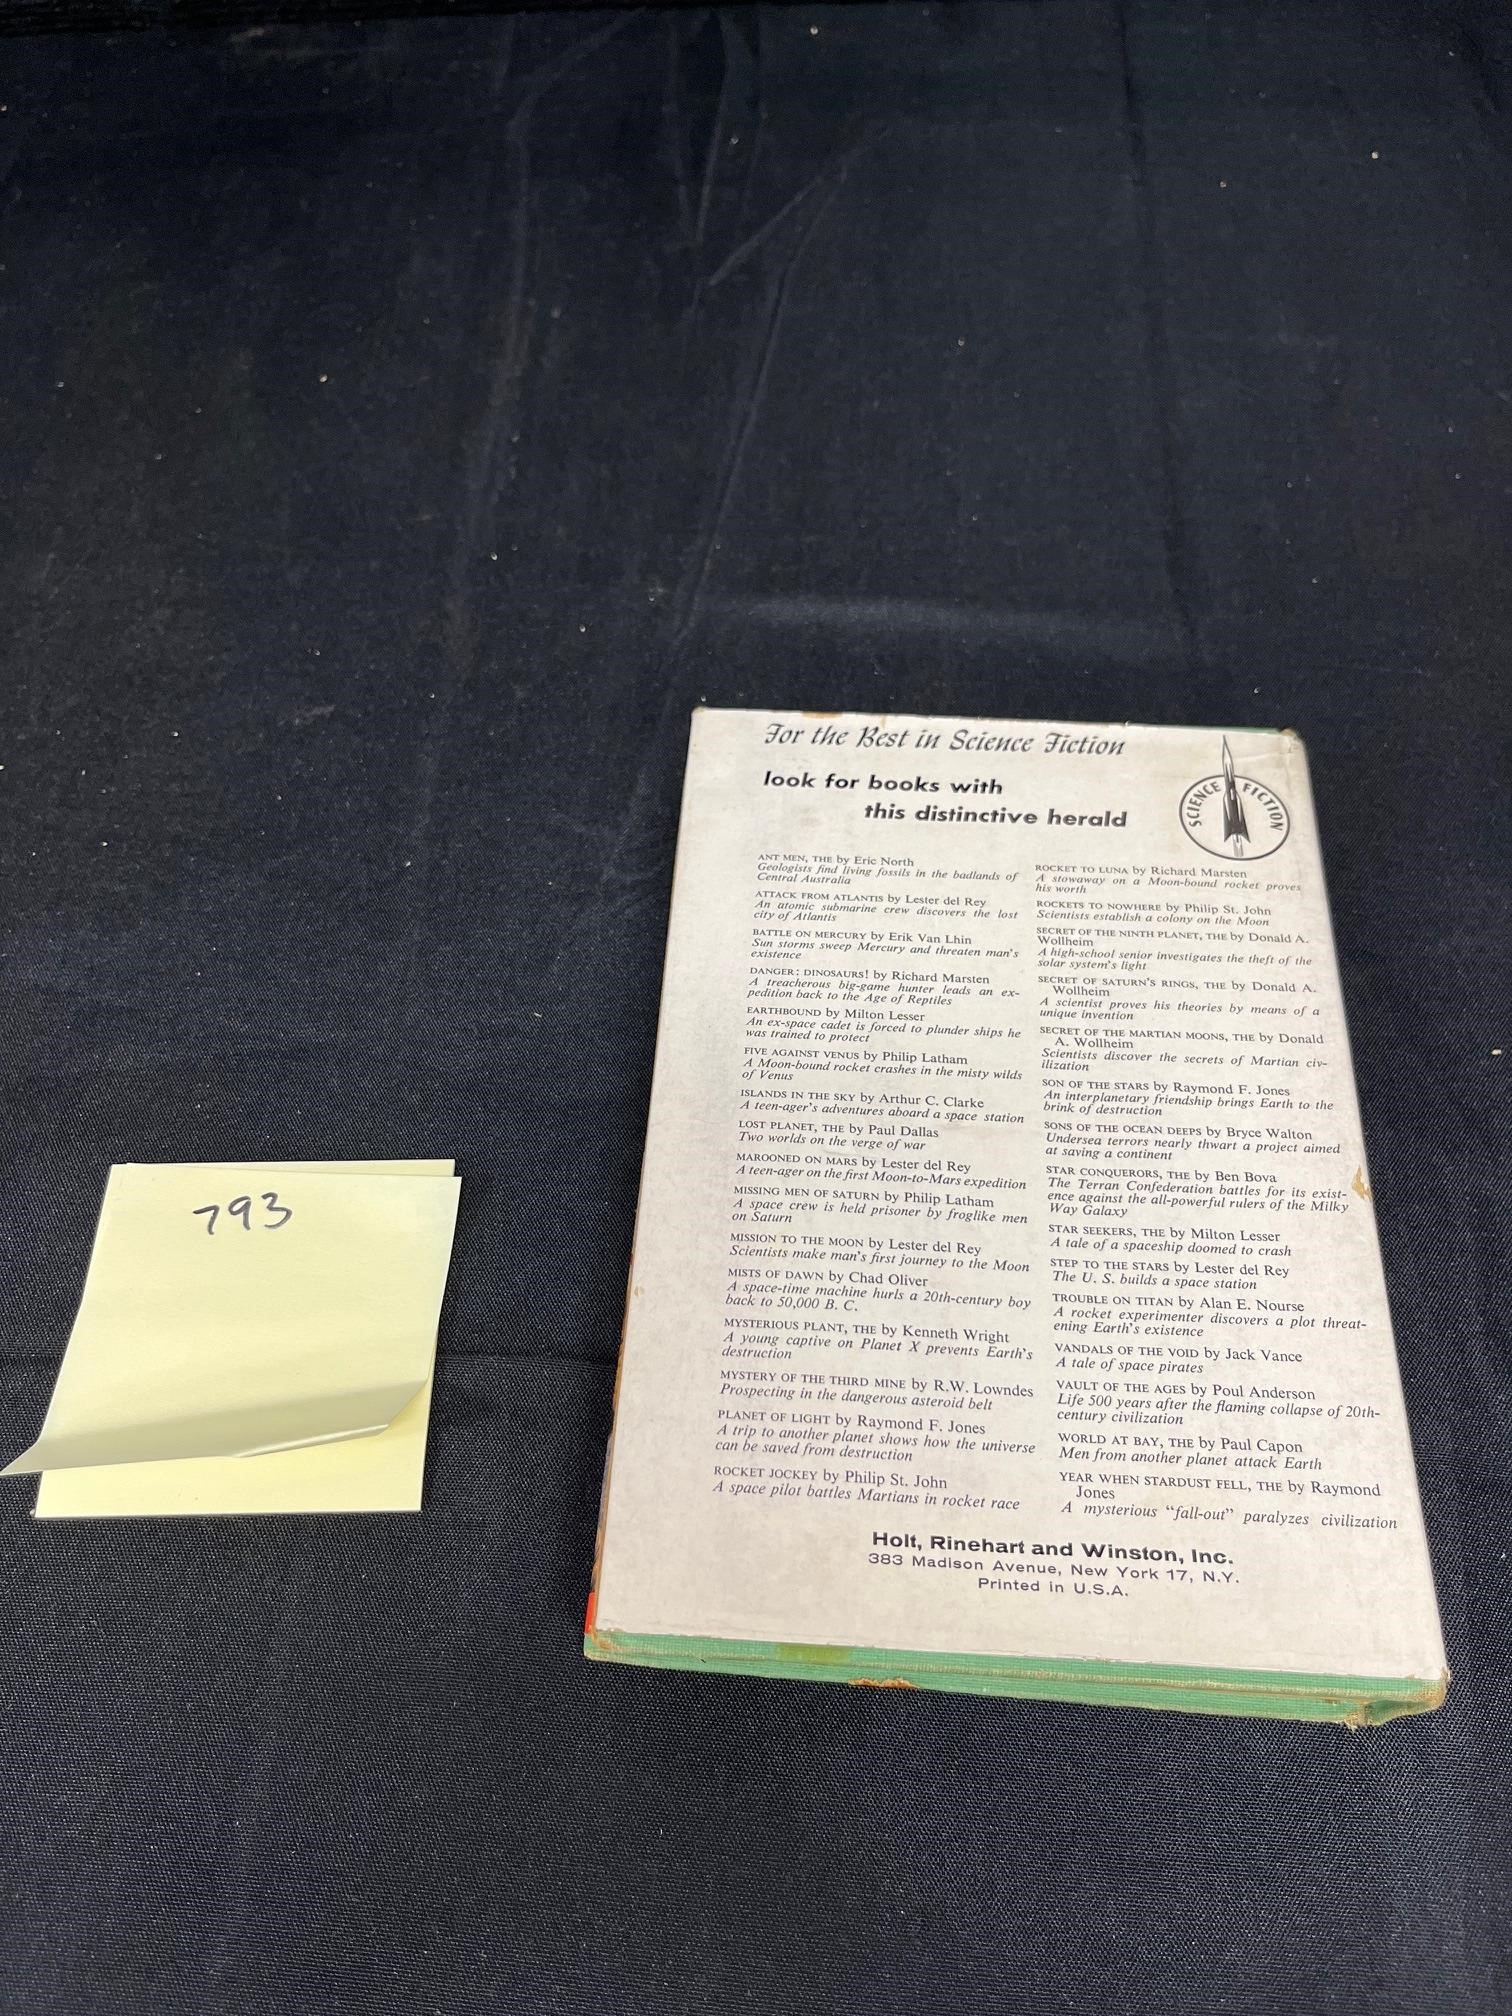 793
For the Best in Science Fiction
look for books with
this distinctive herald
SCIENCE FICTION
ANT MEN, THE by Eric North
Geologists find living fossils in the badlands of
Central Australia
ATTACK FROM ATLANTIS by Lester del Rey
An atomic submarine crew discovers the lost
city of Atlantis
BATTLE ON MERCURY by Erik Van Lhin
Sun storms sweep Mercury and threaten man's
existence
DANGER: DINOSAURS! by Richard Marsten
A treacherous big-game hunter leads an ex-
pedition back to the Age of Reptiles
EARTHBOUND by Milton Lesser
An ex-space cadet is forced to plunder ships he
was trained to protect
FIVE AGAINST VENUS by Philip Latham
A Moon-bound rocket crashes in the misty wilds
of Venus
ISLANDS IN THE SKY by Arthur C. Clarke
A teen-ager's adventures aboard a space station
LOST PLANET, THE by Paul Dallas
Two worlds on the verge of war
MAROONED ON MARS by Lester del Rey
A teen-ager on the first Moon-to-Mars expedition
MISSING MEN OF SATURN by Philip Latham
A space crew is held prisoner by froglike men
on Saturn
MISSION TO THE MOON by Lester del Rey
Scientists make man's first journey to the Moon
MISTS OF DAWN by Chad Oliver
A space-time machine hurls a 20th-century boy
back to 50,000 B. C.
MYSTERIOUS PLANT, THE by Kenneth Wright
A young captive on Planet X prevents Earth's
destruction
MYSTERY OF THE THIRD MINE by R.W. Lowndes
Prospecting in the dangerous asteroid belt
PLANET OF LIGHT by Raymond F. Jones
A trip to another planet shows how the universe
can be saved from destruction
ROCKET JOCKEY by Philip St. John
A space pilot battles Martians in rocket race
ROCKET TO LUNA by Richard Marsten
A stowaway on a Moon-bound rocket proves
his worth
ROCKETS TO NOWHERE by Philip St. John
Scientists establish a colony on the Moon
SECRET OF THE NINTH PLANET, THE by Donald A.
Wollheim
A high-school senior investigates the theft of the
solar system's light
SECRET OF SATURN'S RINGS, THE by Donald A.
Wollheim
A scientist proves his theories by means of a
unique invention
SECRET OF THE MARTIAN MOONS, THE by Donald
A. Wollheim
Scientists discover the secrets of Martian civ-
ilization
SON OF THE STARS by Raymond F. Jones
An interplanetary friendship brings Earth to the
brink of destruction
SONS OF THE OCEAN DEEPS by Bryce Walton
Undersea terrors nearly thwart a project aimed
at saving a continent
STAR CONQUERORS, THE by Ben Bova
The Terran Confederation battles for its exist-
ence against the all-powerful rulers of the Milky
Way Galaxy
STAR SEEKERS, THE by Milton Lesser
A tale of a spaceship doomed to crash
STEP TO THE STARS by Lester del Rey
The U. S. builds a space station
TROUBLE ON TITAN by Alan E. Nourse
A rocket experimenter discovers a plot threat-
ening Earth's existence
VANDALS OF THE VOID by Jack Vance
A tale of space pirates
VAULT OF THE AGES by Poul Anderson
Life 500 years after the flaming collapse of 20th-
century civilization
WORLD AT BAY, THE by Paul Capon
Men from another planet attack Earth
YEAR WHEN STARDUST FELL, THE by Raymond
Jones
A mysterious "fall-out" paralyzes civilization
Holt, Rinehart and Winston, Inc.
383 Madison Avenue, New York 17, N.Y.
Printed in U.S.A.